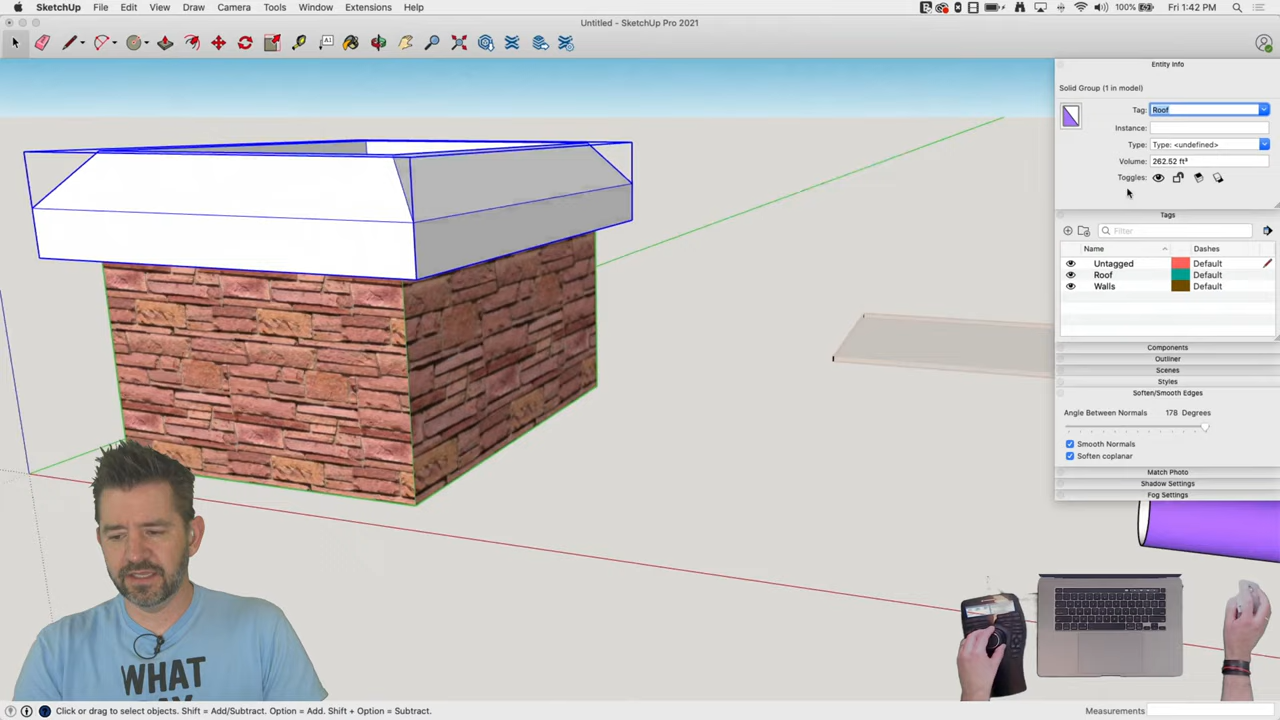 SketchUp File Edit View Draw Camera Tools Window Extensions Help 100% Fri 1:42 PM
Untitled - SketchUp Pro 2021
Entity Info
Solid Group (1 in model)
Tag: Roof
Instance:
Type: Type: <undefined>
Volume: 262.52 ft³
Toggles:
Tags
Filter
Name Dashes
Untagged Default
Roof Default
Walls Default
Components
Outliner
Scenes
Styles
Soften/Smooth Edges
Angle Between Normals 178 Degrees
Smooth Normals
Soften coplanar
Match Photo
Shadow Settings
Fog Settings
WHAT
Click or drag to select objects. Shift = Add/Subtract. Option = Add. Shift + Option = Subtract. Measurements